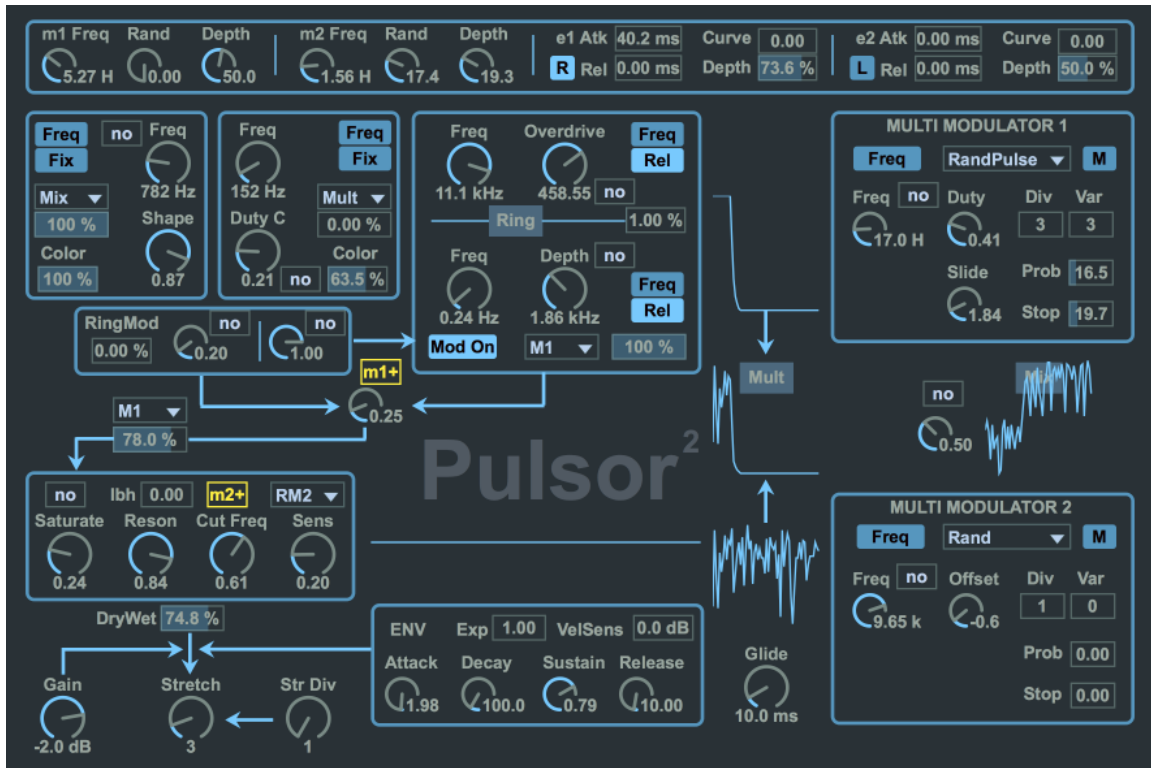 m1 Freq Rand Depth m2 Freq Rand Depth e1 Atk 40.2 ms Curve 0.00 e2 Atk 0.00 ms Curve 0.00
5.27 H 0.00 50.0 1.56 H 17.4 19.3 R Rel 0.00 ms Depth 73.6 % L Rel 0.00 ms Depth 50.0 %
Freq no Freq
Fix
782 Hz
Mix
100 % Shape
Color
100 % 0.87
Freq Freq
Fix
152 Hz
Mult
Duty C 0.00 %
Color
0.21 no 63.5 %
Freq Overdrive Freq
Rel
11.1 kHz 458.55 no
Ring 1.00 %
Freq Depth no
Freq
0.24 Hz 1.86 kHz Rel
Mod On M1 100 %
MULTI MODULATOR 1
Freq RandPulse M
Freq no Duty Div Var
17.0 H 0.41 3 3
Slide Prob 16.5
1.84 Stop 19.7
RingMod no no
0.00 % 0.20 1.00
m1+
0.25
M1
78.0 %
Mult
Mix
no
0.50
Pulsor2
no Ibh 0.00 m2+ RM2
Saturate Reson Cut Freq Sens
0.24 0.84 0.61 0.20
MULTI MODULATOR 2
Freq Rand M
Freq no Offset Div Var
9.65 k -0.6 1 0
Prob 0.00
Stop 0.00
DryWet 74.8 %
ENV Exp 1.00 VelSens 0.0 dB
Attack Decay Sustain Release
1.98 100.0 0.79 10.00
Glide
10.0 ms
Gain Stretch Str Div
-2.0 dB 3 1